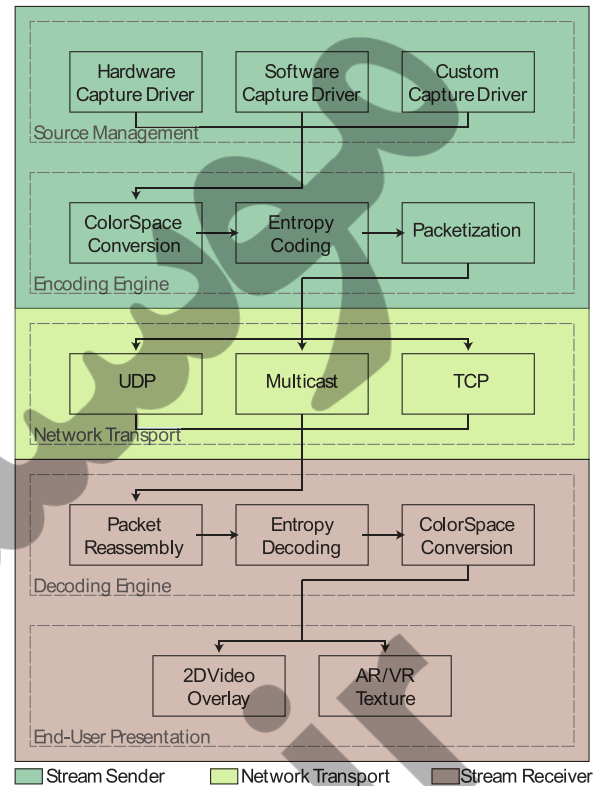 Hardware
Capture Driver
Software
Capture Driver
Custom
Capture Driver
Source Management
ColorSpace
Conversion
Entropy
Coding
Packetization
Encoding Engine
UDP
Multicast
TCP
Network Transport
Packet
Reassembly
Entropy
Decoding
ColorSpace
Conversion
Decoding Engine
2DVideo
Overlay
AR/VR
Texture
End-User Presentation
Stream Sender
Network Transport
Stream Receiver